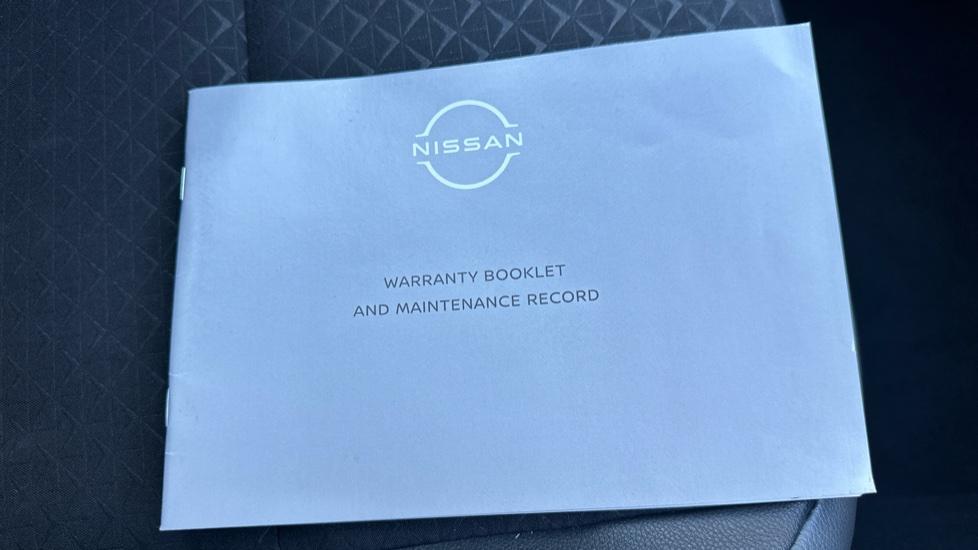 NISSAN
WARRANTY BOOKLET
AND MAINTENANCE RECORD